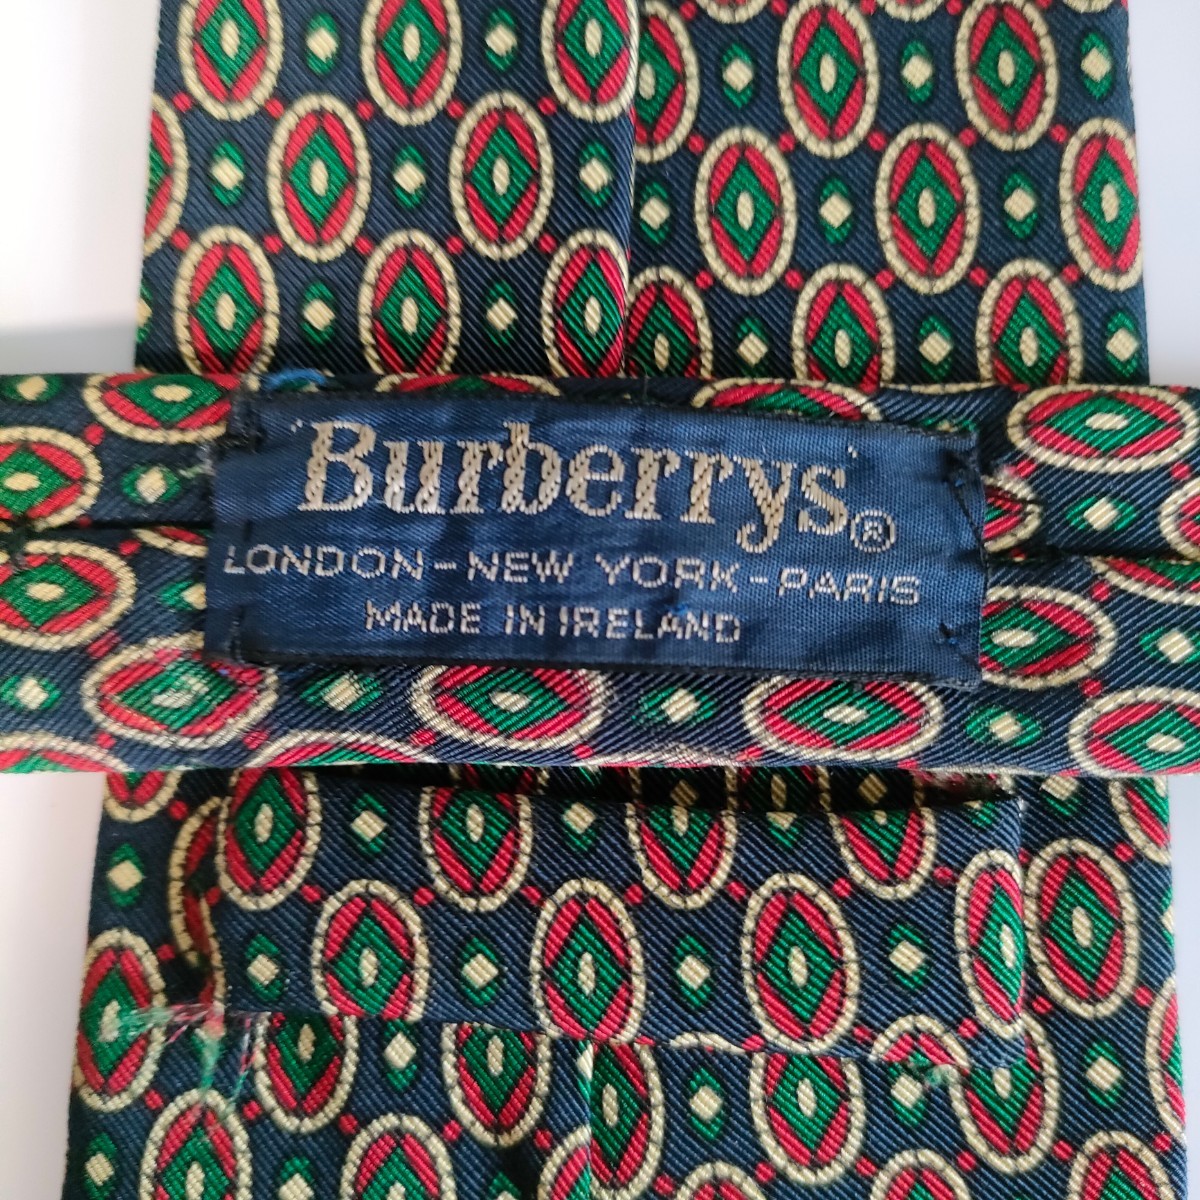 Burberrys®
LONDON-NEW YORK-PARIS
MADE IN IRELAND